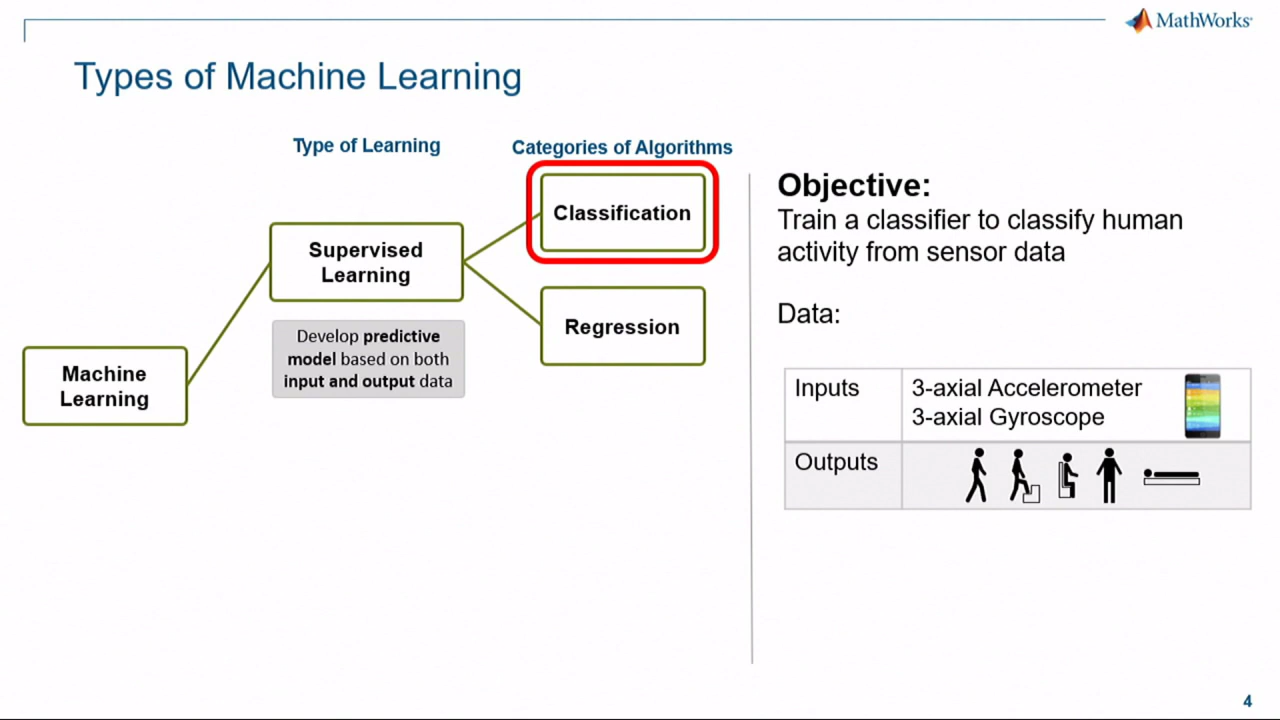 MathWorks
Types of Machine Learning
Type of Learning
Categories of Algorithms
Classification
Supervised
Learning
Regression
Develop predictive
model based on both
input and output data
Machine
Learning
Objective:
Train a classifier to classify human
activity from sensor data
Data:
Inputs
3-axial Accelerometer
3-axial Gyroscope
Outputs
4